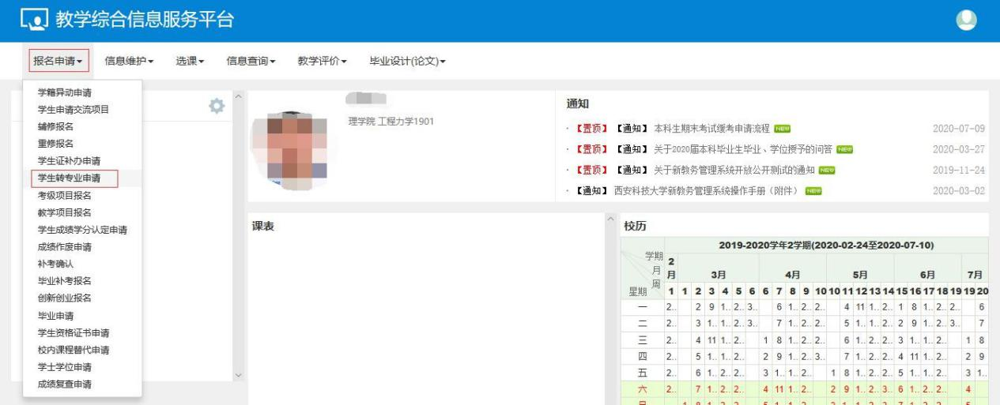 教学综合信息服务平台
报名申请 信息维护 选课 信息查询 教学评价 毕业设计(论文)
学籍异动申请
学生申请交流项目
辅修报名
重修报名
学生证补办申请
学生转专业申请
考级项目报名
教学项目报名
学生成绩学分认定申请
成绩作废申请
补考确认
毕业补考报名
创新创业报名
毕业申请
学生资格证书申请
校内课程替代申请
学士学位申请
成绩复查申请
理学院 工程力学1901
通知
· 【置顶】 【通知】 本科生期末考试缓考申请流程 NEW 2020-07-09
· 【置顶】 【通知】 关于2020届本科毕业生毕业、学位授予的问答 NEW 2020-03-27
· 【置顶】 【通知】 关于新教务管理系统开放公开测试的通知 NEW 2019-11-24
· 【通知】 西安科技大学新教务管理系统操作手册（附件） NEW 2020-03-02
课表
校历
2019-2020学年2学期(2020-02-24至2020-07-10)
学期
月
周
星期
2月 3月 4月 5月 6月 7月
1 1 2 3 4 5 6 6 7 8 9 10 10 11 12 13 14 15 16 17 18 19 19 20
一 2.. 2 9 1.. 2.. 3.. 6 1.. 2.. 2.. 4 11 1.. 2.. 1 8 1.. 2.. 2.. 6
二 2.. 3 1.. 1.. 2.. 3.. 7 1.. 2.. 2.. 5 1.. 1.. 2.. 2 9 1.. 2.. 3.. 7
三 2.. 4 11 1.. 2.. 1 8 1.. 2.. 2.. 6 1.. 2.. 2.. 3 1.. 1.. 2.. 1 8
四 2.. 5 1.. 1.. 2.. 2 9 1.. 2.. 3.. 7 1.. 2.. 2.. 4 11 1.. 2.. 2 9
五 2.. 6 1.. 2.. 2.. 3 1.. 1.. 2.. 1 8 1.. 2.. 2.. 5 1.. 1.. 2.. 3 1..
六 2.. 7 1.. 2.. 2.. 4 11 1.. 2.. 2 9 1.. 2.. 3.. 6 1.. 2.. 2.. 4